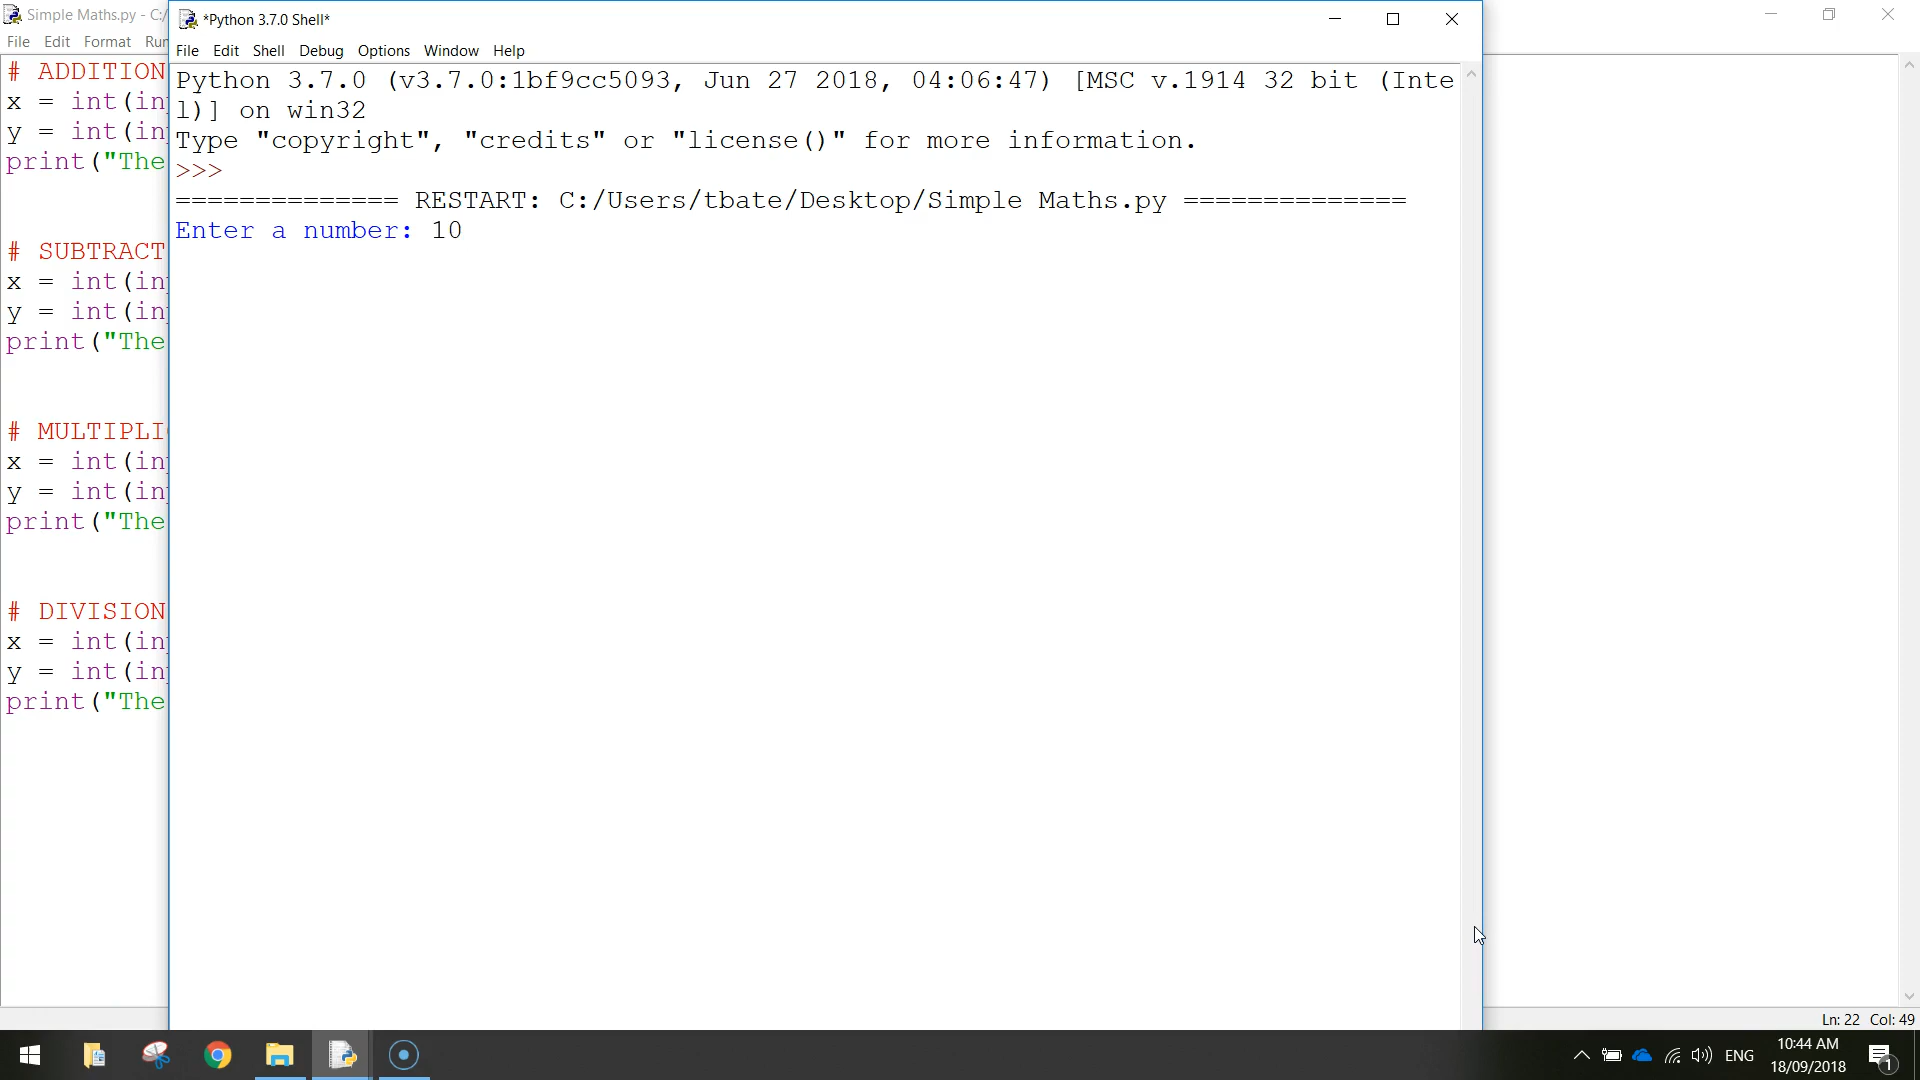 Simple Maths.py - C:/
File Edit Format Run
# ADDITION
x = int(in
y = int(in
print("The
# SUBTRACT
x = int(in
y = int(in
print("The
# MULTIPLIC
x = int(in
y = int(in
print("The
# DIVISION
x = int(in
y = int(in
print("The
*Python 3.7.0 Shell*
File Edit Shell Debug Options Window Help
Python 3.7.0 (v3.7.0:1bf9cc5093, Jun 27 2018, 04:06:47) [MSC v.1914 32 bit (Inte
l)] on win32
Type "copyright", "credits" or "license()" for more information.
>>>
============== RESTART: C:/Users/tbate/Desktop/Simple Maths.py ==============
Enter a number: 10
Ln: 22 Col: 49
ENG
10:44 AM
18/09/2018
1